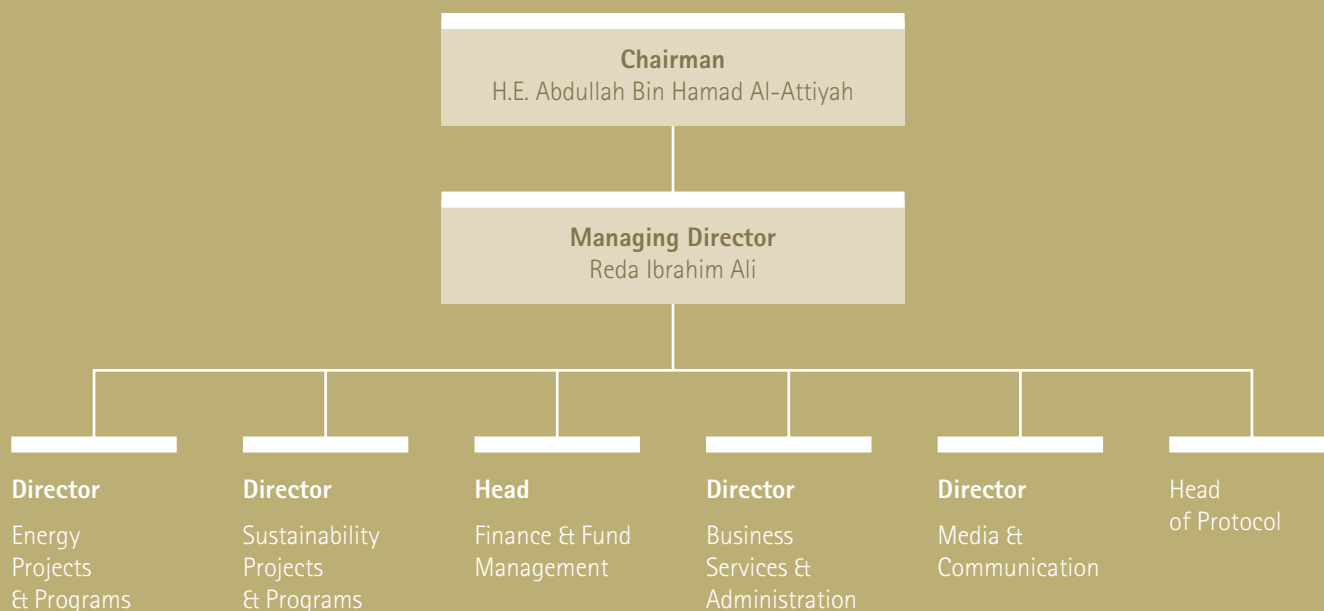 Chairman
H.E. Abdullah Bin Hamad Al-Attiyah
Managing Director
Reda Ibrahim Ali
Director
Energy
Projects
& Programs
Director
Sustainability
Projects
& Programs
Head
Finance & Fund
Management
Director
Business
Services &
Administration
Director
Media &
Communication
Head
of Protocol